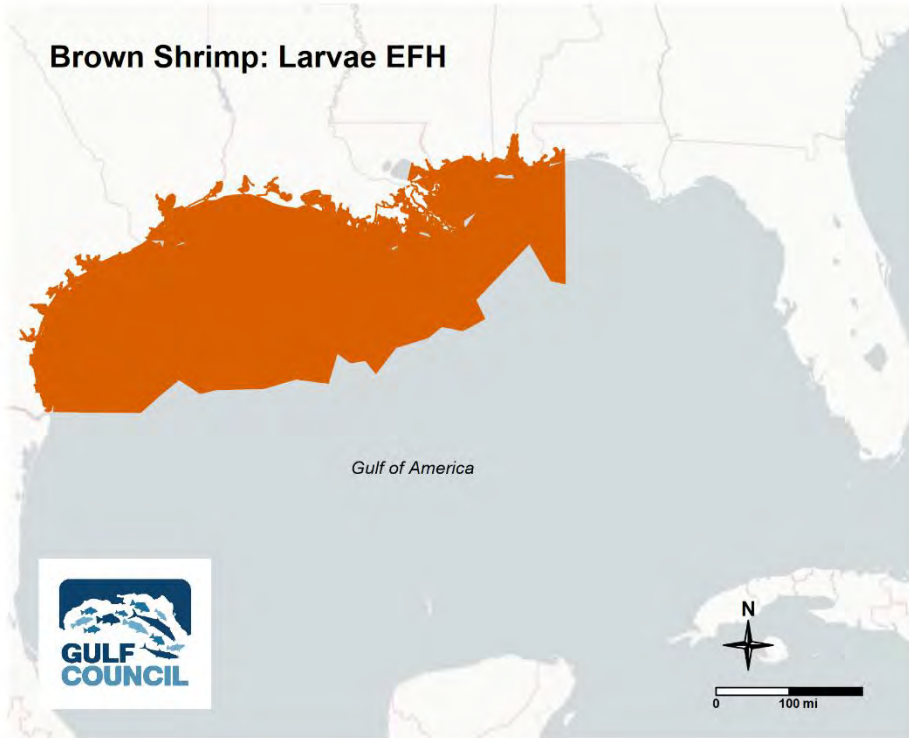 Brown Shrimp: Larvae EFH
Gulf of America
GULF
COUNCIL
N
0 100 mi